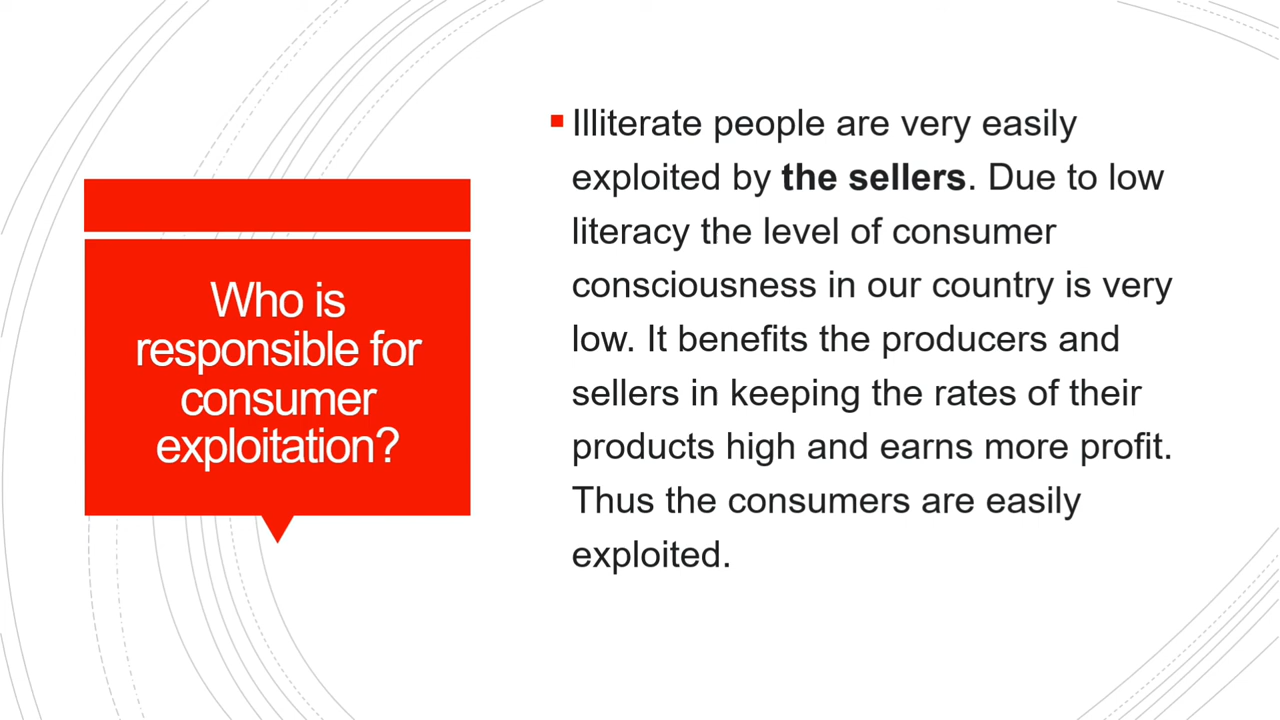 Who is
responsible for
consumer
exploitation?
Illiterate people are very easily
exploited by the sellers. Due to low
literacy the level of consumer
consciousness in our country is very
low. It benefits the producers and
sellers in keeping the rates of their
products high and earns more profit.
Thus the consumers are easily
exploited.